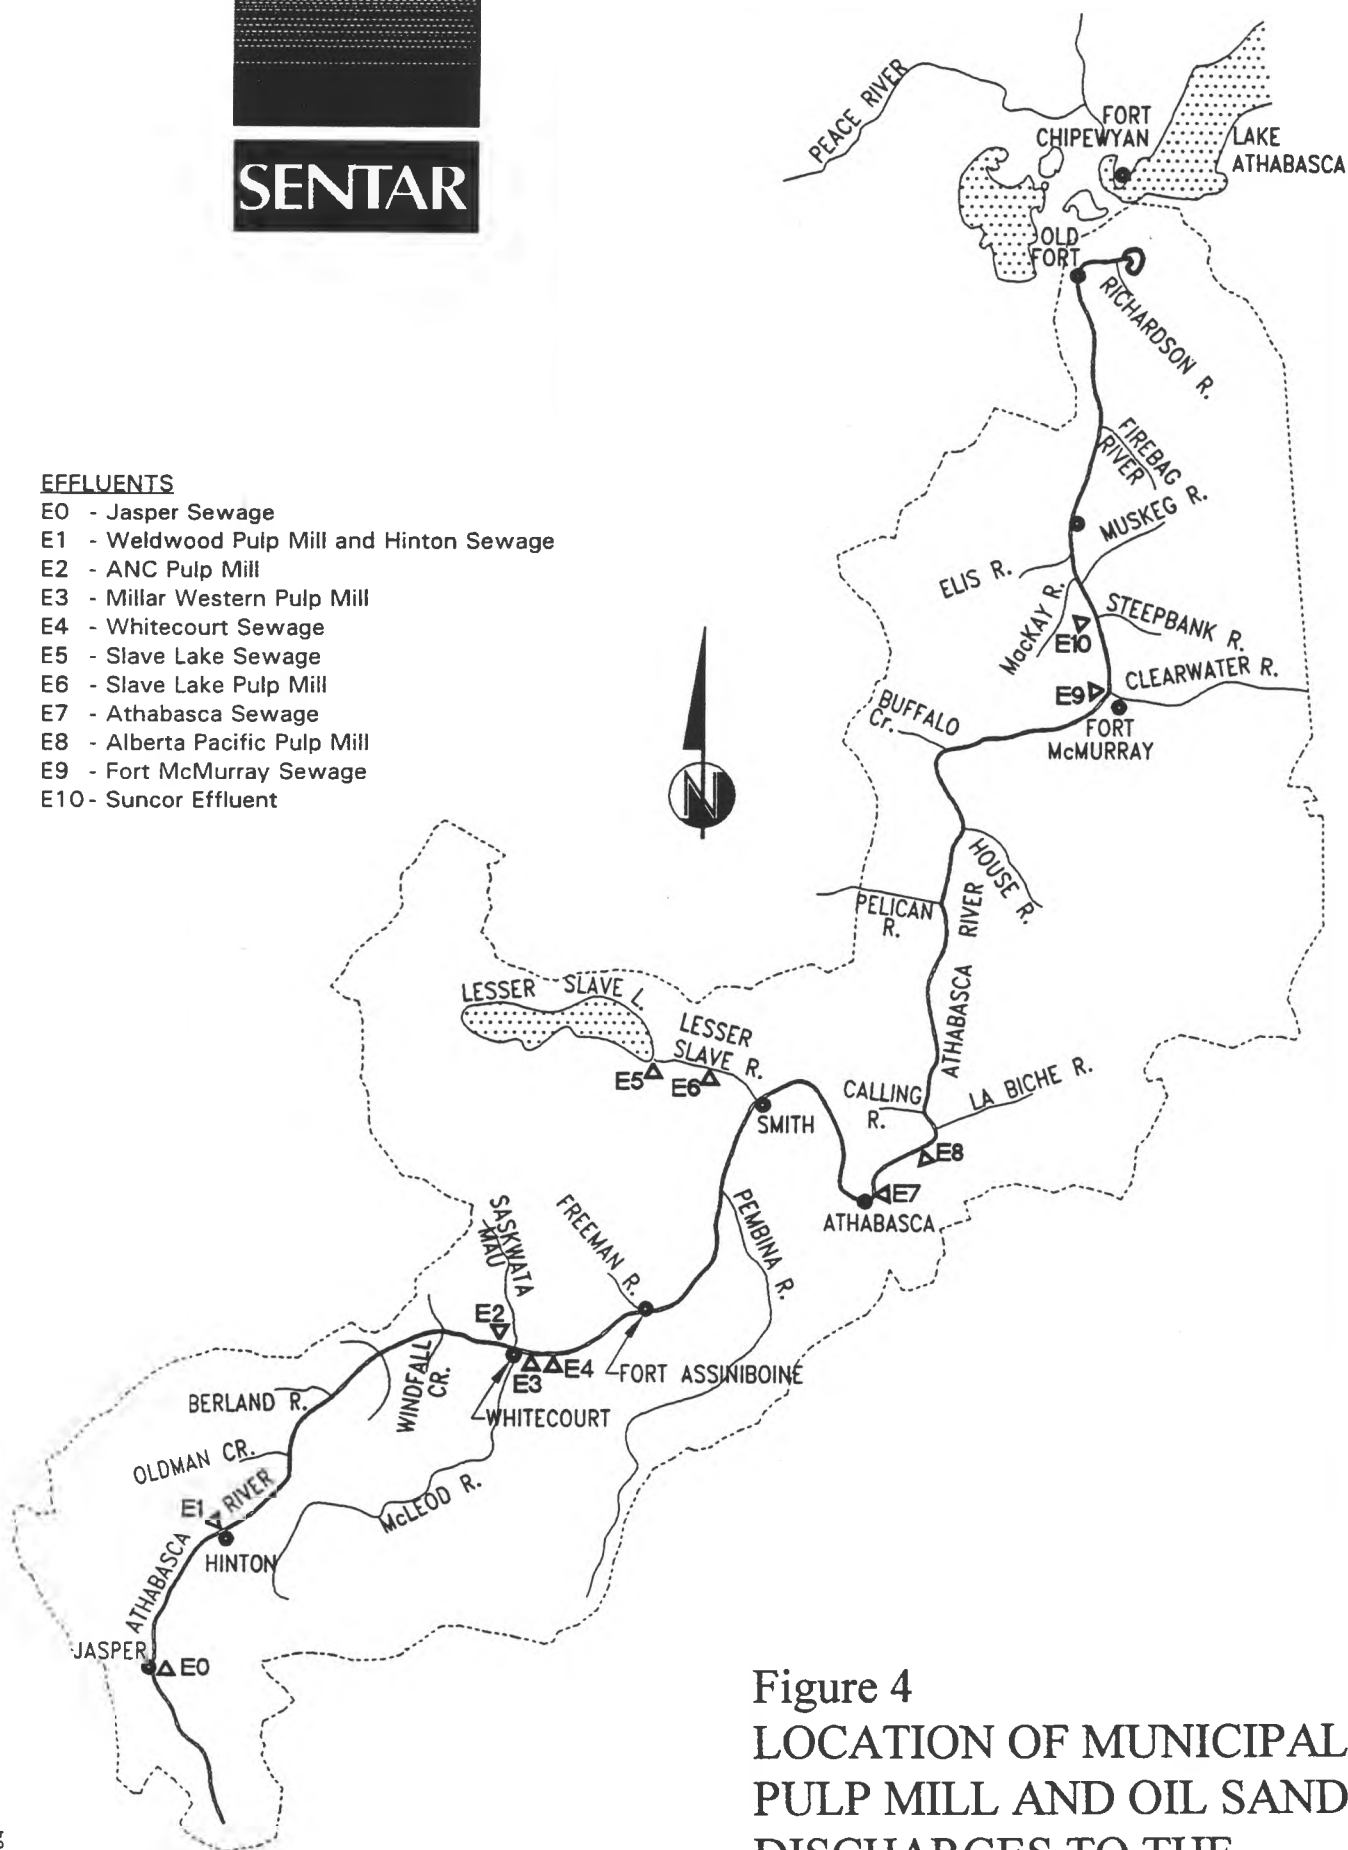 SENTAR
PEACE RIVER
FORT
CHIPEWYAN
LAKE
ATHABASCA
OLD
FORT
RICHARDSON R.
FIREBAG
RIVER
MUSKEG R.
ELIS R.
MacKAY R.
STEEPBANK R.
E10
CLEARWATER R.
E9
FORT
McMURRAY
BUFFALO
Cr.
EFFLUENTS
E0 - Jasper Sewage
E1 - Weldwood Pulp Mill and Hinton Sewage
E2 - ANC Pulp Mill
E3 - Millar Western Pulp Mill
E4 - Whitecourt Sewage
E5 - Slave Lake Sewage
E6 - Slave Lake Pulp Mill
E7 - Athabasca Sewage
E8 - Alberta Pacific Pulp Mill
E9 - Fort McMurray Sewage
E10 - Suncor Effluent
N
HOUSE R.
PELICAN
R.
ATHABASCA RIVER
LESSER SLAVE L.
LESSER
SLAVE R.
E5
E6
SMITH
CALLING
R.
LA BICHE R.
E8
E7
ATHABASCA
PEMBINA R.
FREEMAN R.
SASKWATA
MAU
E2
E3
E4
FORT ASSINIBOINE
WHITECOURT
WINDFALL
CR.
BERLAND R.
OLDMAN CR.
McLEOD R.
E1
ATHABASCA RIVER
HINTON
JASPER
E0
Figure 4
LOCATION OF MUNICIPAL
PULP MILL AND OIL SAND
DISCHARGES TO THE